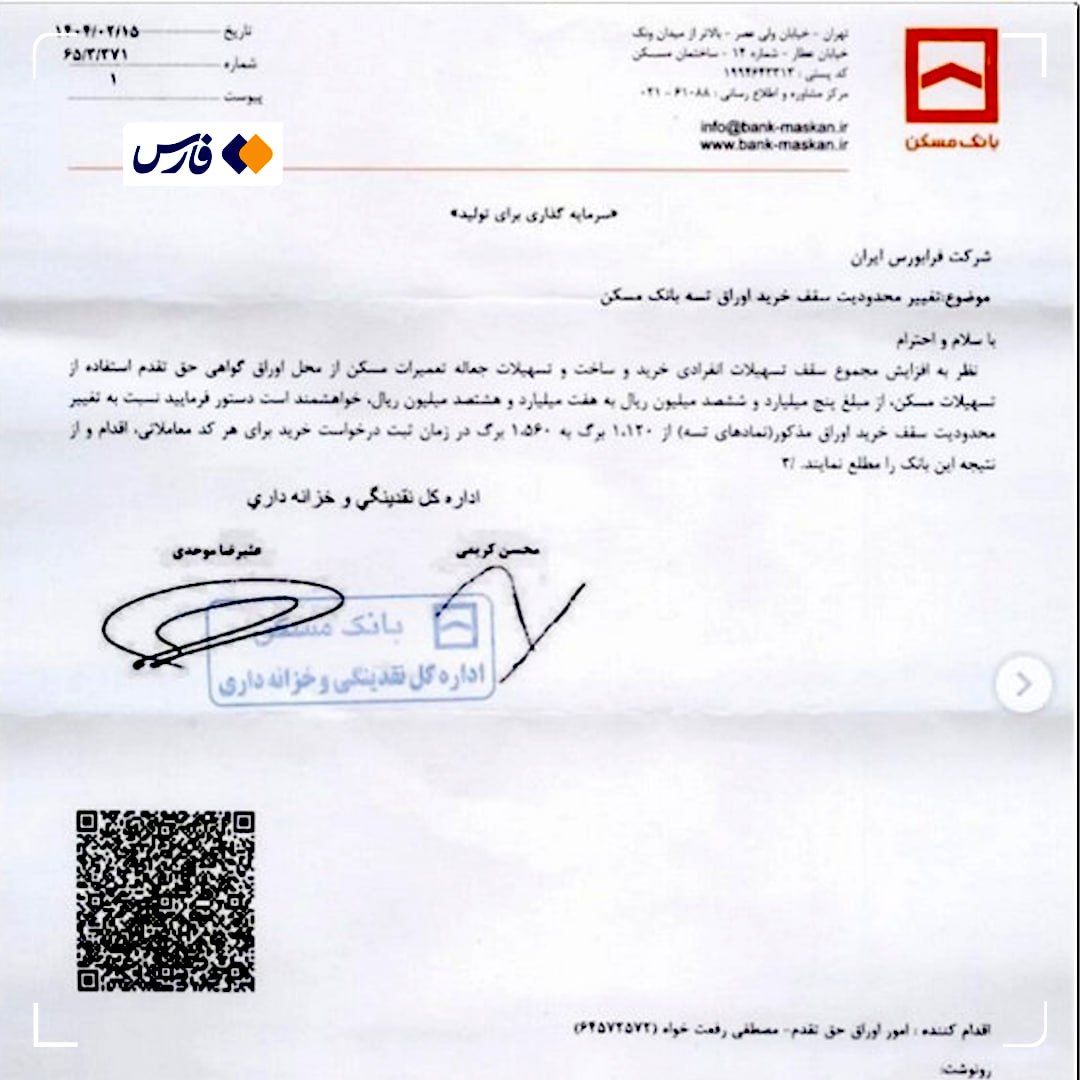 تاریخ ۱۴۰۴/۰۲/۱۵
شماره ۶۵/۳/۳۷۱
پیوست ۱
فارس
تهران - خیابان ولی عصر - بالاتر از میدان ونک
خیابان عطار - شماره ۱۴ - ساختمان مسکن
کد پستی : ۱۹۹۴۶۴۳۳۱۳
مرکز مشاوره و اطلاع رسانی : ۶۱۰۸۸ - ۰۲۱
info@bank-maskan.ir
www.bank-maskan.ir
بانک مسکن
«سرمایه گذاری برای تولید»
شرکت فرابورس ایران
موضوع:تغییر محدودیت سقف خرید اوراق تسه بانک مسکن
با سلام و احترام
نظر به افزایش مجموع سقف تسهیلات انفرادی خرید و ساخت و تسهیلات جعاله تعمیرات مسکن از محل اوراق گواهی حق تقدم استفاده از
تسهیلات مسکن، از مبلغ پنج میلیارد و ششصد میلیون ریال به هفت میلیارد و هشتصد میلیون ریال، خواهشمند است دستور فرمایید نسبت به تغییر
محدودیت سقف خرید اوراق مذکور(نمادهای تسه) از ۱،۱۲۰ برگ به ۱،۵۶۰ برگ در زمان ثبت درخواست خرید برای هر کد معاملاتی، اقدام و از
نتیجه این بانک را مطلع نمایند. /۳
اداره کل نقدینگي و خزانه داري
محسن کریمی
علیرضا موحدی
بانک مسکن
اداره کل نقدینگی و خزانه داری
اقدام کننده : امور اوراق حق تقدم- مصطفی رفعت خواه (۶۴۵۷۲۵۷۲)
رونوشت: